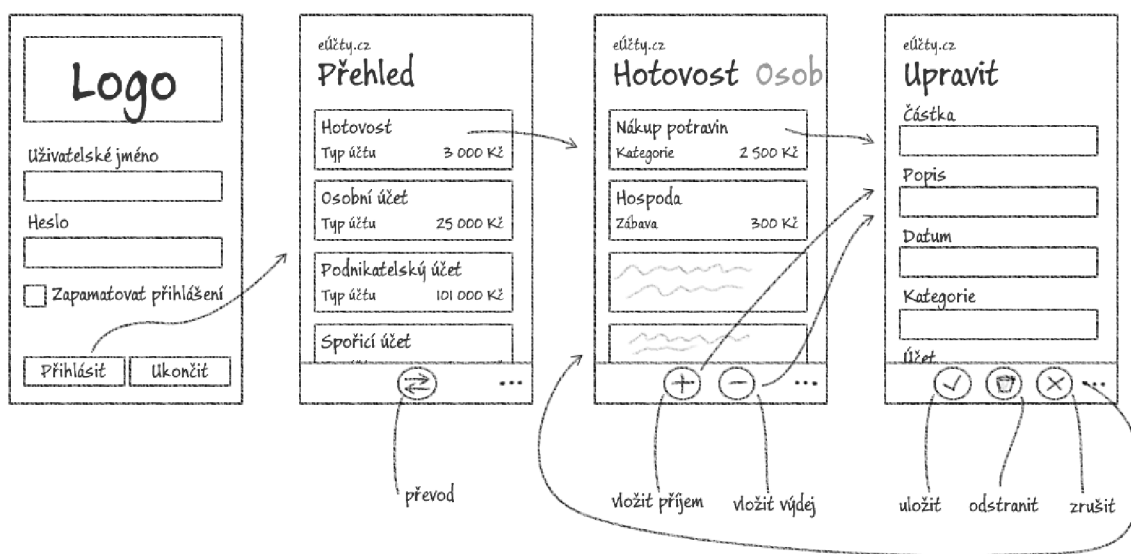 Logo
Uživatelské jméno
Heslo
Zapamatovat přihlášení
Přihlásit
Ukončit
eÚčty.cz
Přehled
Hotovost
Typ účtu 3 000 Kč
Osobní účet
Typ účtu 25 000 Kč
Podnikatelský účet
Typ účtu 101 000 Kč
Spořicí účet
převod
eÚčty.cz
Hotovost Osob
Nákup potravin
Kategorie 2 500 Kč
Hospoda
Zábava 300 Kč
vložit příjem
vložit výdej
eÚčty.cz
Upravit
Částka
Popis
Datum
Kategorie
Účet
uložit
odstranit
zrušit